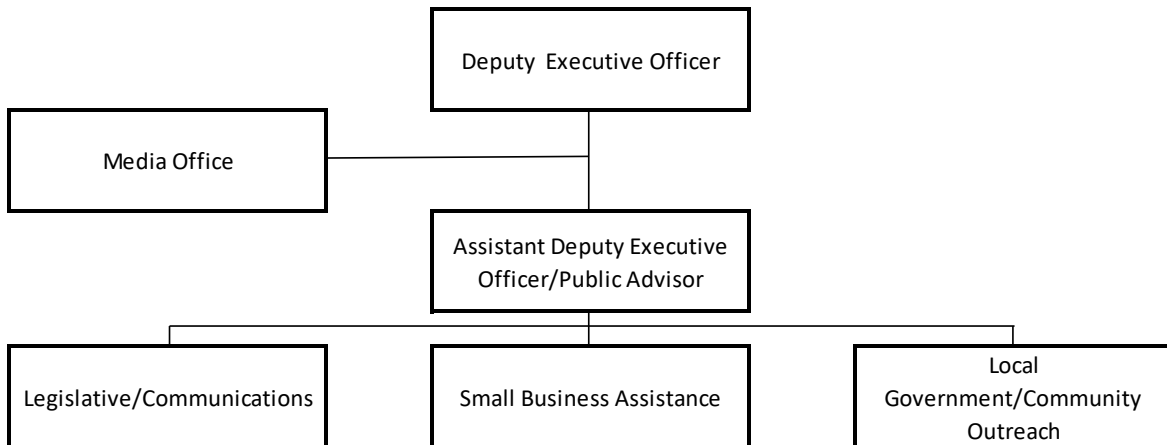 Deputy  Executive Officer
Media Office
Assistant Deputy Executive
Officer/Public Advisor
Legislative/Communications
Small Business Assistance
Local
Government/Community
Outreach